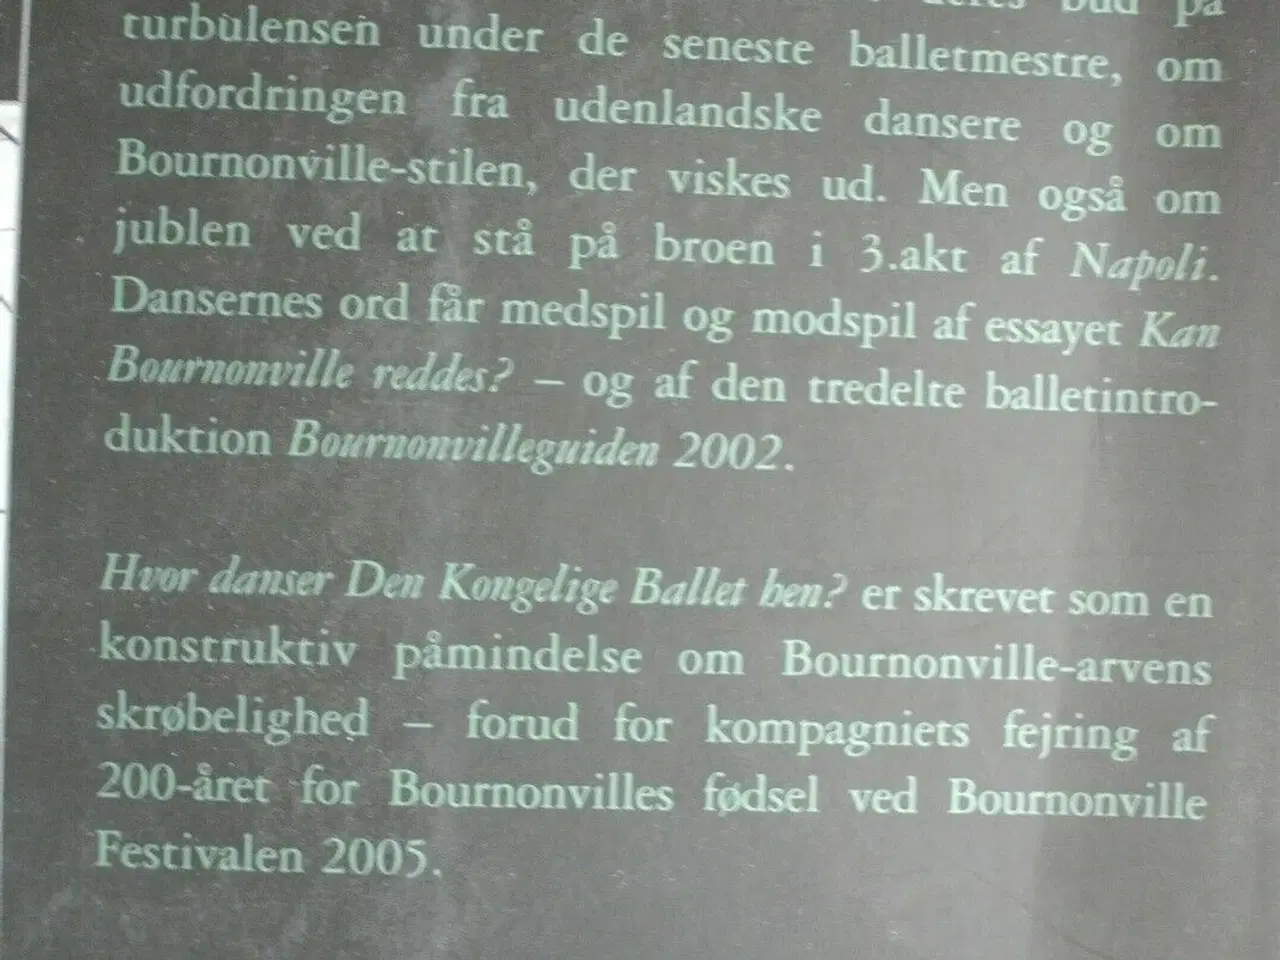 deres bud på
turbulensen under de seneste balletmestre, om
udfordringen fra udenlandske dansere og om
Bournonville-stilen, der viskes ud. Men også om
jublen ved at stå på broen i 3.akt af Napoli.
Dansernes ord får medspil og modspil af essayet Kan
Bournonville reddes? – og af den tredelte balletintro-
duktion Bournonvilleguiden 2002.
Hvor danser Den Kongelige Ballet hen? er skrevet som en
konstruktiv påmindelse om Bournonville-arvens
skrøbelighed – forud for kompagniets fejring af
200-året for Bournonvilles fødsel ved Bournonville
Festivalen 2005.